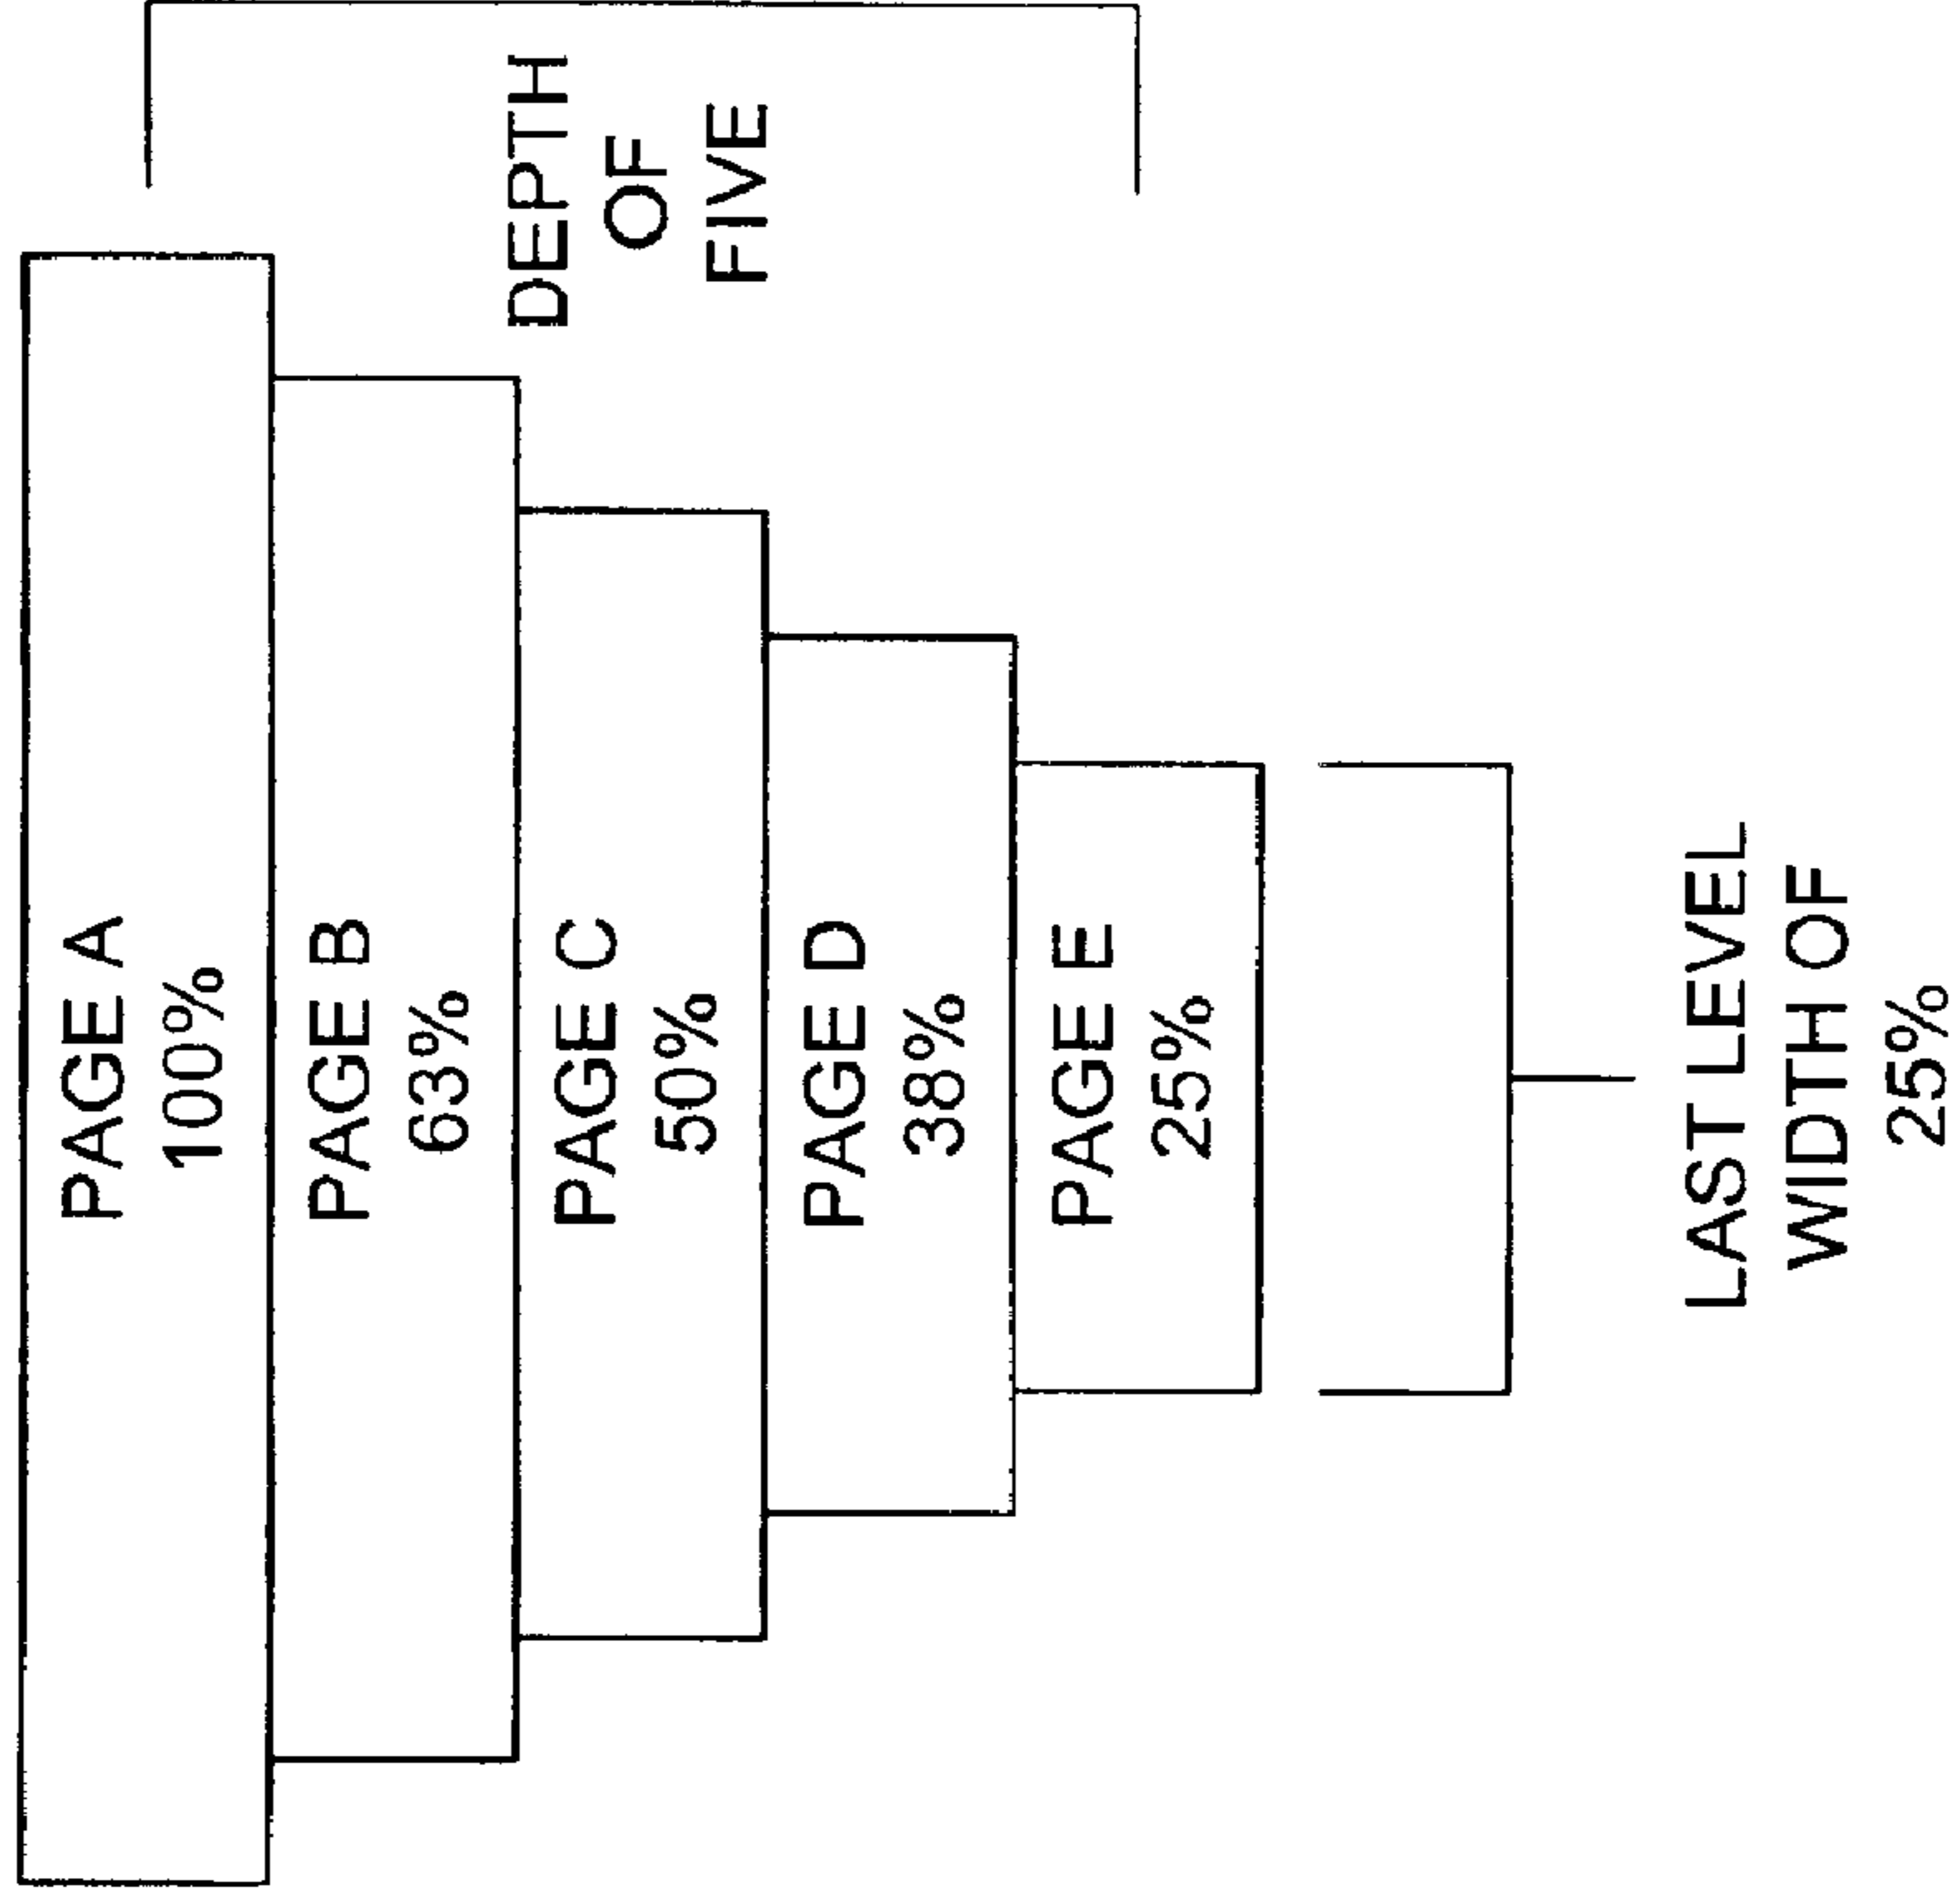 PAGE A
100%
PAGE B
63%
PAGE C
50%
PAGE D
38%
PAGE E
25%
DEPTH
OF
FIVE
LAST LEVEL
WIDTH OF
25%